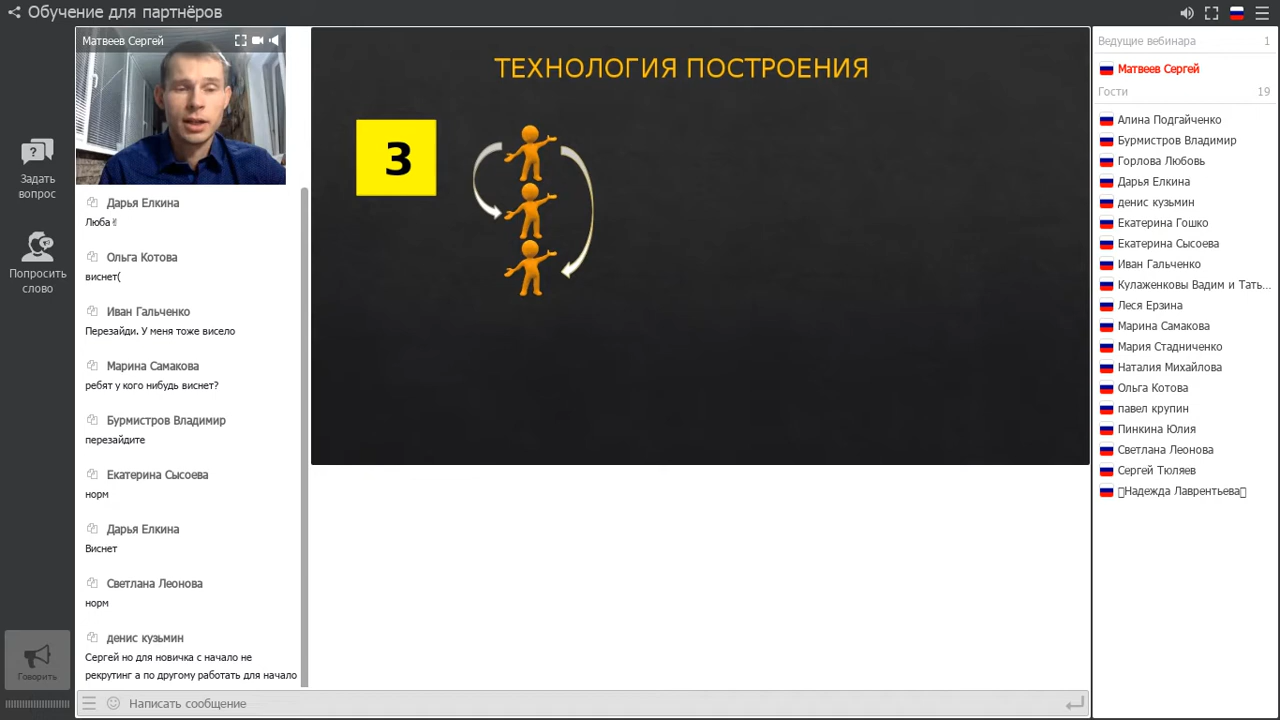 Обучение для партнёров
Матвеев Сергей
Задать
вопрос
Попросить
слово
Говорить
Дарья Елкина
Люба✌
Ольга Котова
виснет(
Иван Гальченко
Перезайди. У меня тоже висело
Марина Самакова
ребят у кого нибудь виснет?
Бурмистров Владимир
перезайдите
Екатерина Сысоева
норм
Дарья Елкина
Виснет
Светлана Леонова
норм
денис кузьмин
Сергей но для новичка с начало не
рекрутинг а по другому работать для начало
Написать сообщение
ТЕХНОЛОГИЯ ПОСТРОЕНИЯ
3
Ведущие вебинара 1
Матвеев Сергей
Гости 19
Алина Подгайченко
Бурмистров Владимир
Горлова Любовь
Дарья Елкина
денис кузьмин
Екатерина Гошко
Екатерина Сысоева
Иван Гальченко
Кулаженковы Вадим и Тать...
Леся Ерзина
Марина Самакова
Мария Стадниченко
Наталия Михайлова
Ольга Котова
павел крупин
Пинкина Юлия
Светлана Леонова
Сергей Тюляев
Надежда Лаврентьева